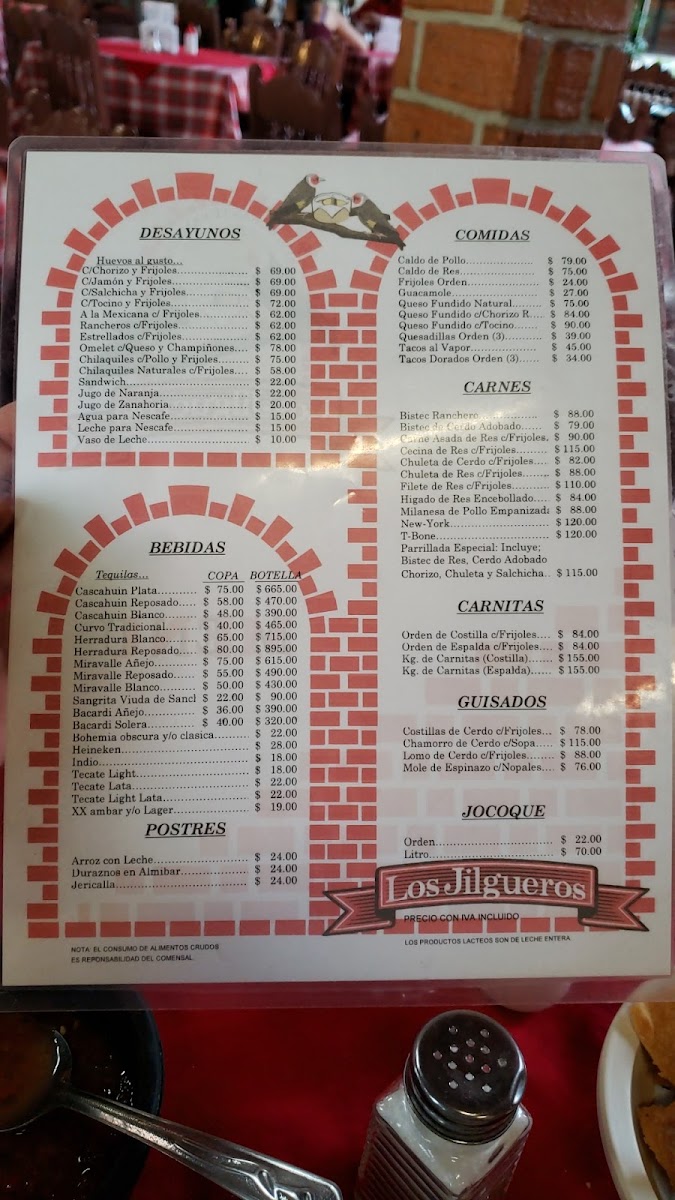 DESAYUNOS
Huevos al gusto...
C/Chorizo y Frijoles...................... $ 69.00
C/Jamón y Frijoles........................ $ 69.00
C/Salchicha y Frijoles................... $ 69.00
C/Tocino y Frijoles....................... $ 72.00
A la Mexicana c/ Frijoles............... $ 62.00
Rancheros c/Frijoles..................... $ 62.00
Estrellados c/Frijoles.................... $ 62.00
Omelet c/Queso y Champiñones.... $ 78.00
Chilaquiles c/Pollo y Frijoles......... $ 75.00
Chilaquiles Naturales c/Frijoles.... $ 58.00
Sandwich....................................... $ 22.00
Jugo de Naranja............................ $ 22.00
Jugo de Zanahoria......................... $ 20.00
Agua para Nescafe........................ $ 15.00
Leche para Nescafe....................... $ 15.00
Vaso de Leche............................... $ 10.00
BEBIDAS
Tequilas... COPA BOTELLA
Cascahuin Plata............ $ 75.00 $ 665.00
Cascahuin Reposado..... $ 58.00 $ 470.00
Cascahuin Blanco.......... $ 48.00 $ 390.00
Curvo Tradicional......... $ 40.00 $ 465.00
Herradura Blanco.......... $ 65.00 $ 715.00
Herradura Reposado..... $ 80.00 $ 895.00
Miravalle Añejo............. $ 75.00 $ 615.00
Miravalle Reposado....... $ 55.00 $ 490.00
Miravalle Blanco............ $ 50.00 $ 430.00
Sangrita Viuda de Sancl $ 22.00 $ 90.00
Bacardi Añejo................ $ 36.00 $ 390.00
Bacardi Solera............... $ 40.00 $ 320.00
Bohemia obscura y/o clasica......... $ 22.00
Heineken........................................ $ 28.00
Indio............................................... $ 18.00
Tecate Light................................... $ 18.00
Tecate Lata.................................... $ 22.00
Tecate Light Lata.......................... $ 22.00
XX ambar y/o Lager...................... $ 19.00
POSTRES
Arroz con Leche............................. $ 24.00
Duraznos en Almibar.................... $ 24.00
Jericalla......................................... $ 24.00
NOTA: EL CONSUMO DE ALIMENTOS CRUDOS
ES REPONSABILIDAD DEL COMENSAL.
COMIDAS
Caldo de Pollo........................ $ 79.00
Caldo de Res.......................... $ 75.00
Frijoles Orden........................ $ 24.00
Guacamole............................. $ 27.00
Queso Fundido Natural......... $ 75.00
Queso Fundido c/Chorizo R.... $ 84.00
Queso Fundido c/Tocino....... $ 90.00
Quesadillas Orden (3)............ $ 39.00
Tacos al Vapor....................... $ 45.00
Tacos Dorados Orden (3)...... $ 34.00
CARNES
Bistec Ranchero.................... $ 88.00
Bistec de Cerdo Adobado...... $ 79.00
Carne Asada de Res c/Frijoles. $ 90.00
Cecina de Res c/Frijoles......... $ 115.00
Chuleta de Cerdo c/Frijoles.... $ 82.00
Chuleta de Res c/Frijoles....... $ 88.00
Filete de Res c/Frijoles.......... $ 110.00
Higado de Res Encebollado..... $ 84.00
Milanesa de Pollo Empanizada $ 88.00
New-York............................... $ 120.00
T-Bone................................... $ 120.00
Parrillada Especial: Incluye;
Bistec de Res, Cerdo Adobado
Chorizo, Chuleta y Salchicha.. $ 115.00
CARNITAS
Orden de Costilla c/Frijoles.... $ 84.00
Orden de Espalda c/Frijoles... $ 84.00
Kg. de Carnitas (Costilla)....... $ 155.00
Kg. de Carnitas (Espalda)...... $ 155.00
GUISADOS
Costillas de Cerdo c/Frijoles... $ 78.00
Chamorro de Cerdo c/Sopa..... $ 115.00
Lomo de Cerdo c/Frijoles........ $ 88.00
Mole de Espinazo c/Nopales.... $ 76.00
JOCOQUE
Orden..................................... $ 22.00
Litro....................................... $ 70.00
Los Jilgueros
PRECIO CON IVA INCLUIDO
LOS PRODUCTOS LACTEOS SON DE LECHE ENTERA.